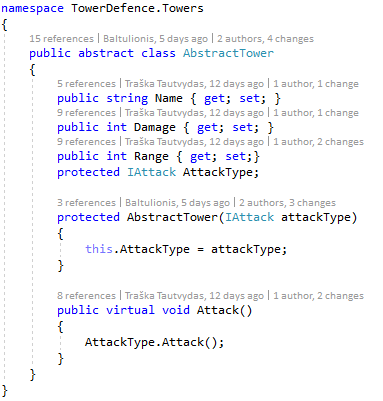 namespace TowerDefence.Towers
{
15 references | Baltulionis, 5 days ago | 2 authors, 4 changes
public abstract class AbstractTower
{
5 references | Traška Tautvydas, 12 days ago | 1 author, 1 change
public string Name { get; set; }
9 references | Traška Tautvydas, 12 days ago | 1 author, 1 change
public int Damage { get; set; }
9 references | Traška Tautvydas, 12 days ago | 1 author, 2 changes
public int Range { get; set;}
protected IAttack AttackType;
3 references | Baltulionis, 5 days ago | 2 authors, 3 changes
protected AbstractTower(IAttack attackType)
{
this.AttackType = attackType;
}
8 references | Traška Tautvydas, 12 days ago | 1 author, 2 changes
public virtual void Attack()
{
AttackType.Attack();
}
}
}